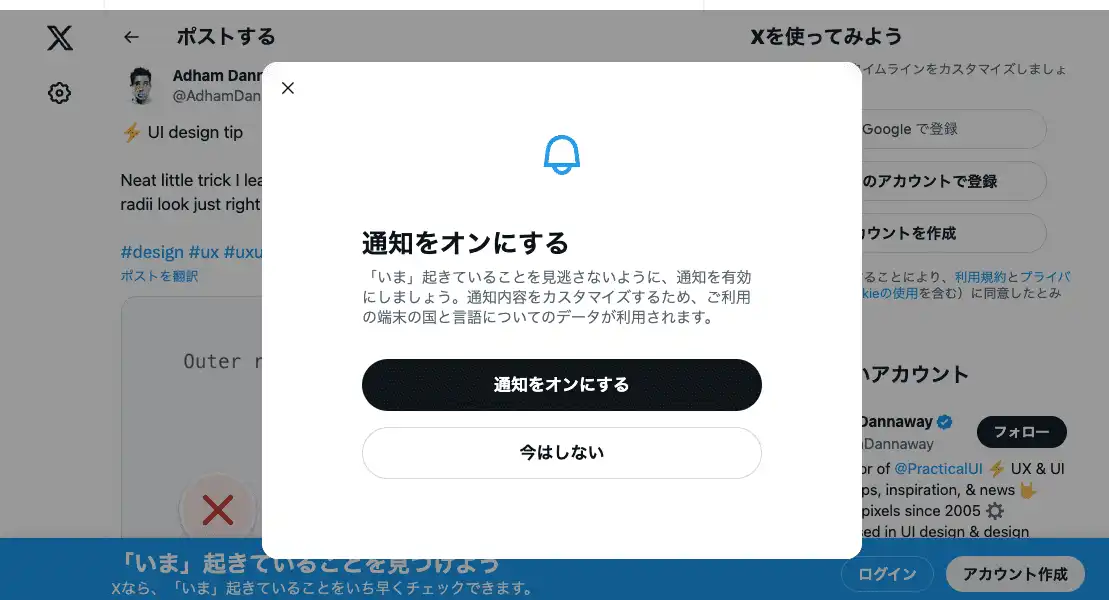 ポストする
Adham Dann
@AdhamDan
⚡ UI design tip
Neat little trick I lea
radii look just right
#design #ux #uxu
ポストを翻訳
Outer r
通知をオンにする
「いま」起きていることを見逃さないように、通知を有効
にしましょう。通知内容をカスタマイズするため、ご利用
の端末の国と言語についてのデータが利用されます。
通知をオンにする
今はしない
Xを使ってみよう
イムラインをカスタマイズしましょ
Google で登録
のアカウントで登録
カウントを作成
ることにより、利用規約とプライバ
kieの使用を含む）に同意したとみ
いアカウント
Dannaway
Dannaway
フォロー
or of @PracticalUI ⚡ UX & UI
ps, inspiration, & news 🤘
pixels since 2005 ⚙️
sed in UI design & design
「いま」起きていることを見つけよう
Xなら、「いま」起きていることをいち早くチェックできます。
ログイン
アカウント作成